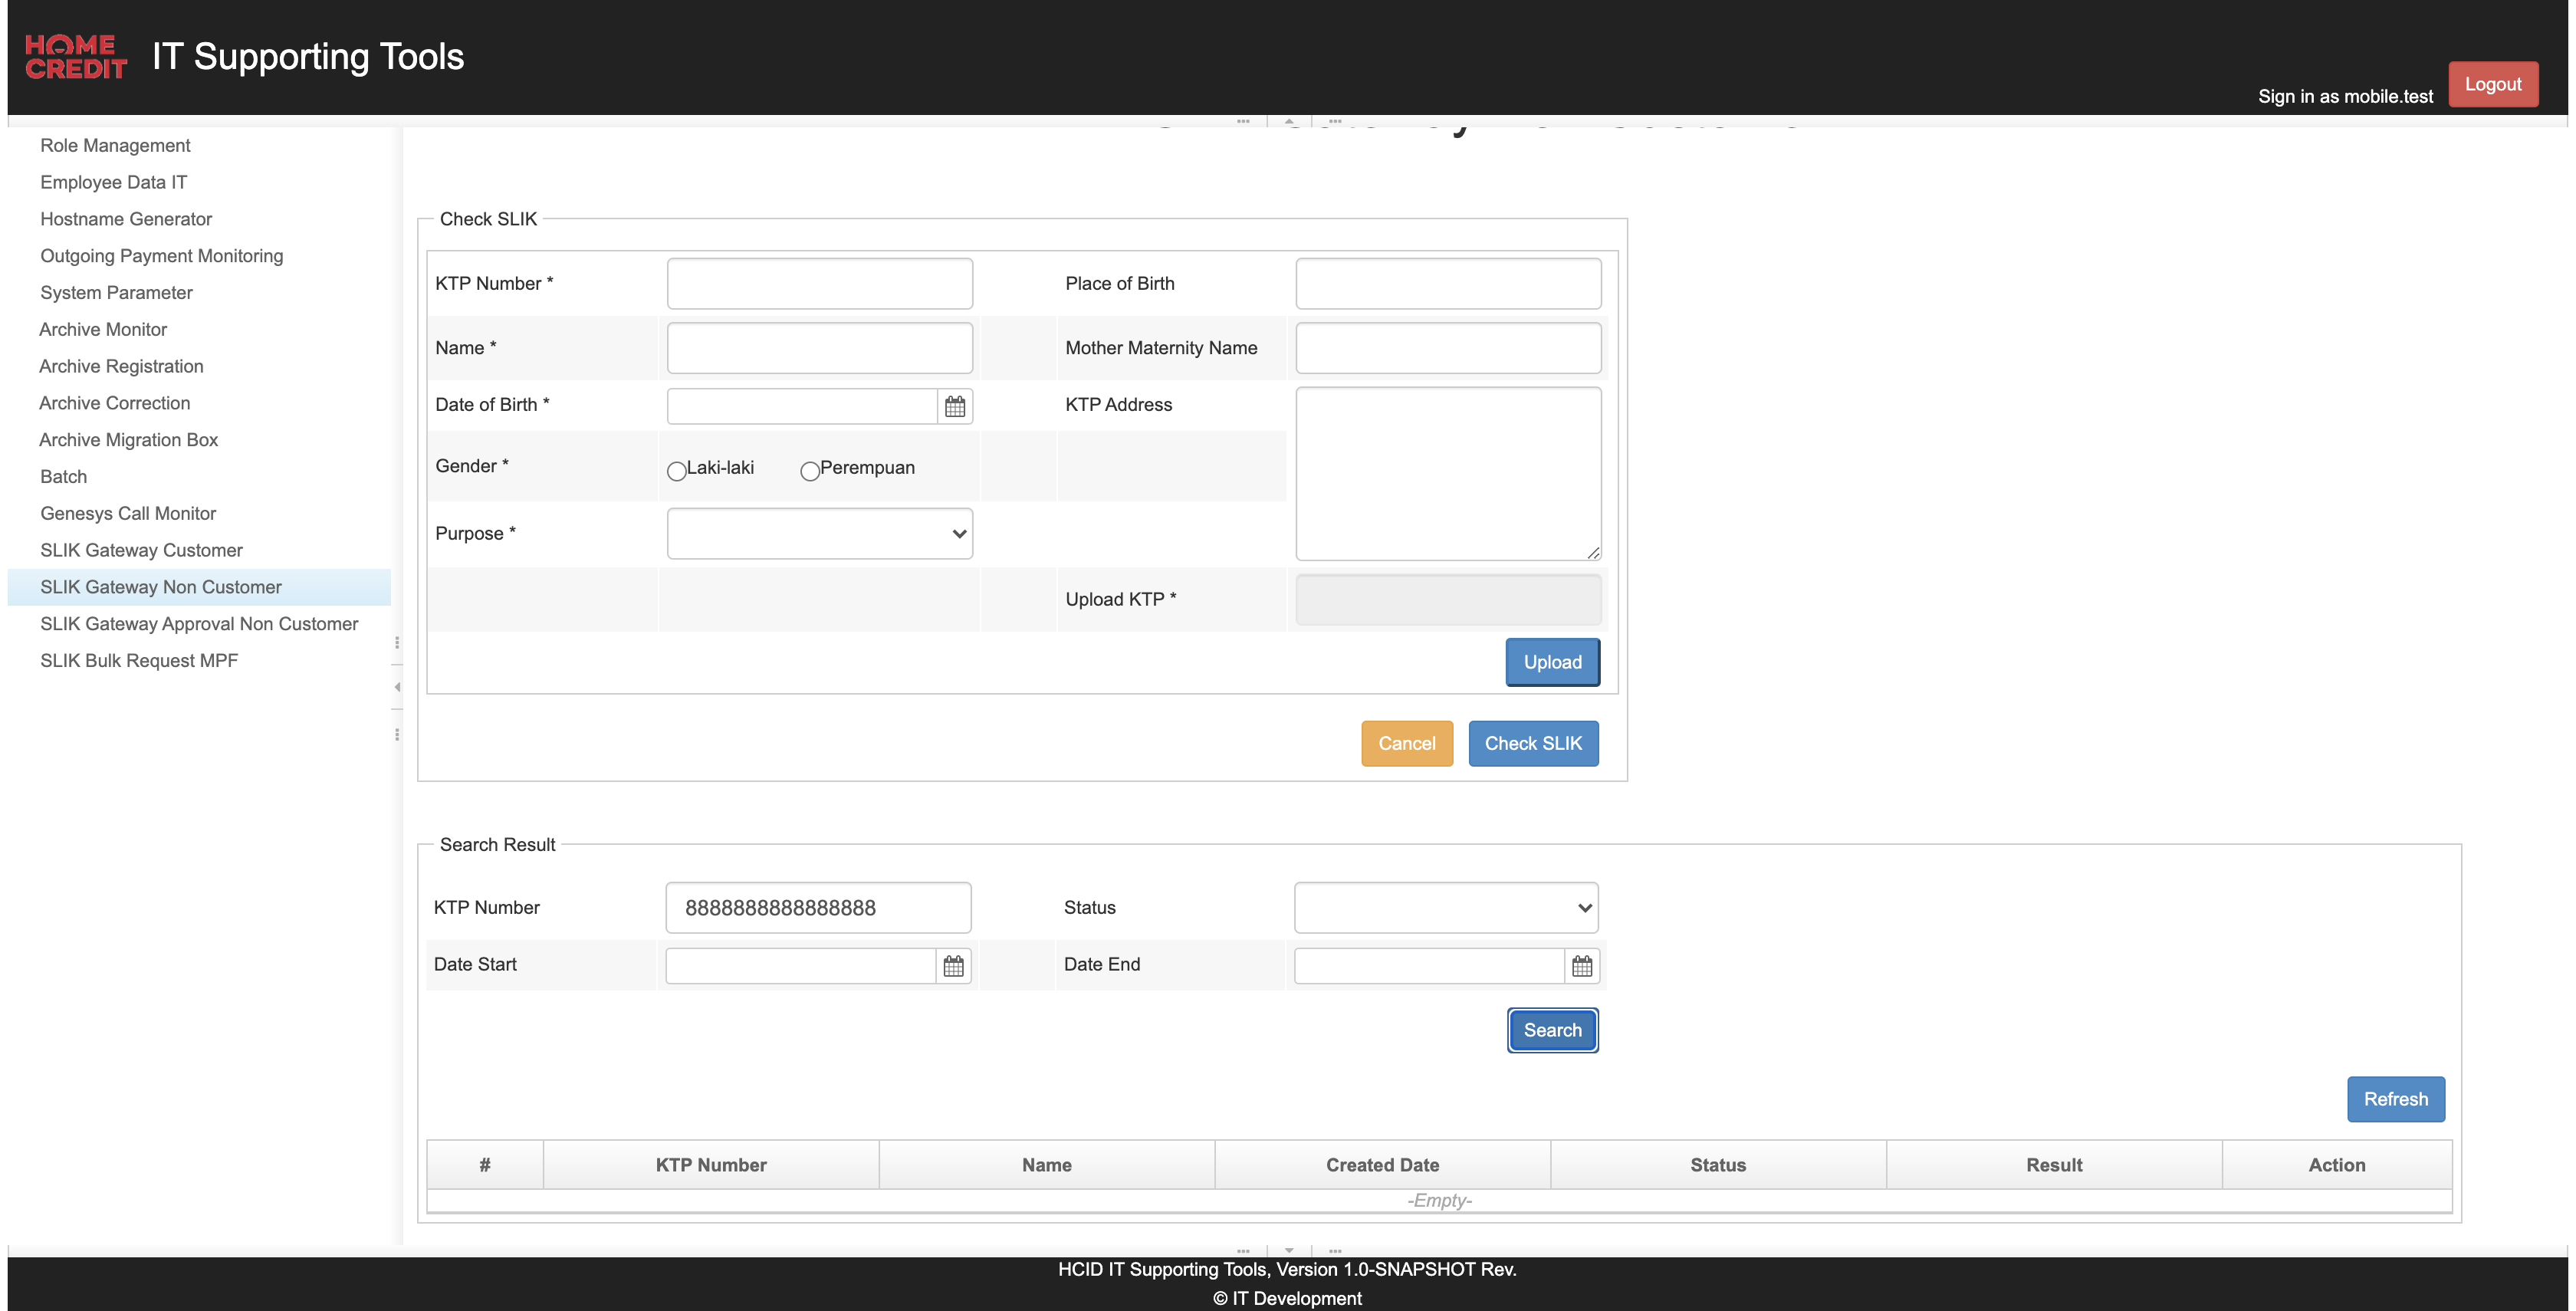 HOME
CREDIT
IT Supporting Tools
Sign in as mobile.test
Logout
Role Management
Employee Data IT
Hostname Generator
Outgoing Payment Monitoring
System Parameter
Archive Monitor
Archive Registration
Archive Correction
Archive Migration Box
Batch
Genesys Call Monitor
SLIK Gateway Customer
SLIK Gateway Non Customer
SLIK Gateway Approval Non Customer
SLIK Bulk Request MPF
Check SLIK
KTP Number * Place of Birth
Name * Mother Maternity Name
Date of Birth * KTP Address
Gender * Laki-laki Perempuan
Purpose *
Upload KTP *
Upload
Cancel Check SLIK
Search Result
KTP Number 8888888888888888 Status
Date Start Date End
Search
Refresh
# KTP Number Name Created Date Status Result Action
-Empty-
HCID IT Supporting Tools, Version 1.0-SNAPSHOT Rev.
© IT Development